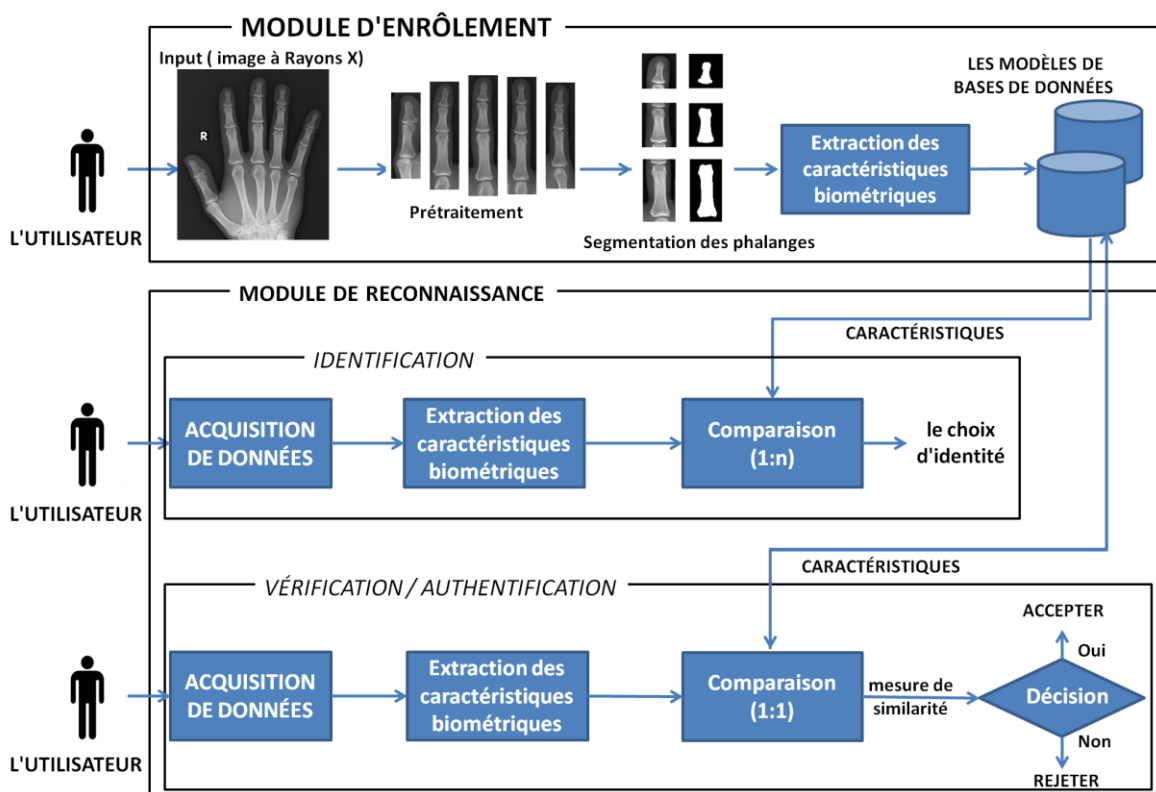 MODULE D'ENRÔLEMENT
Input ( image à Rayons X)
R
Prétraitement
Segmentation des phalanges
Extraction des
caractéristiques
biométriques
LES MODÈLES DE
BASES DE DONNÉES
L'UTILISATEUR
MODULE DE RECONNAISSANCE
CARACTÉRISTIQUES
IDENTIFICATION
ACQUISITION
DE DONNÉES
Extraction des
caractéristiques
biométriques
Comparaison
(1:n)
le choix
d'identité
L'UTILISATEUR
CARACTÉRISTIQUES
VÉRIFICATION / AUTHENTIFICATION
ACQUISITION
DE DONNÉES
Extraction des
caractéristiques
biométriques
Comparaison
(1:1)
mesure de
similarité
ACCEPTER
Oui
Décision
Non
REJETER
L'UTILISATEUR